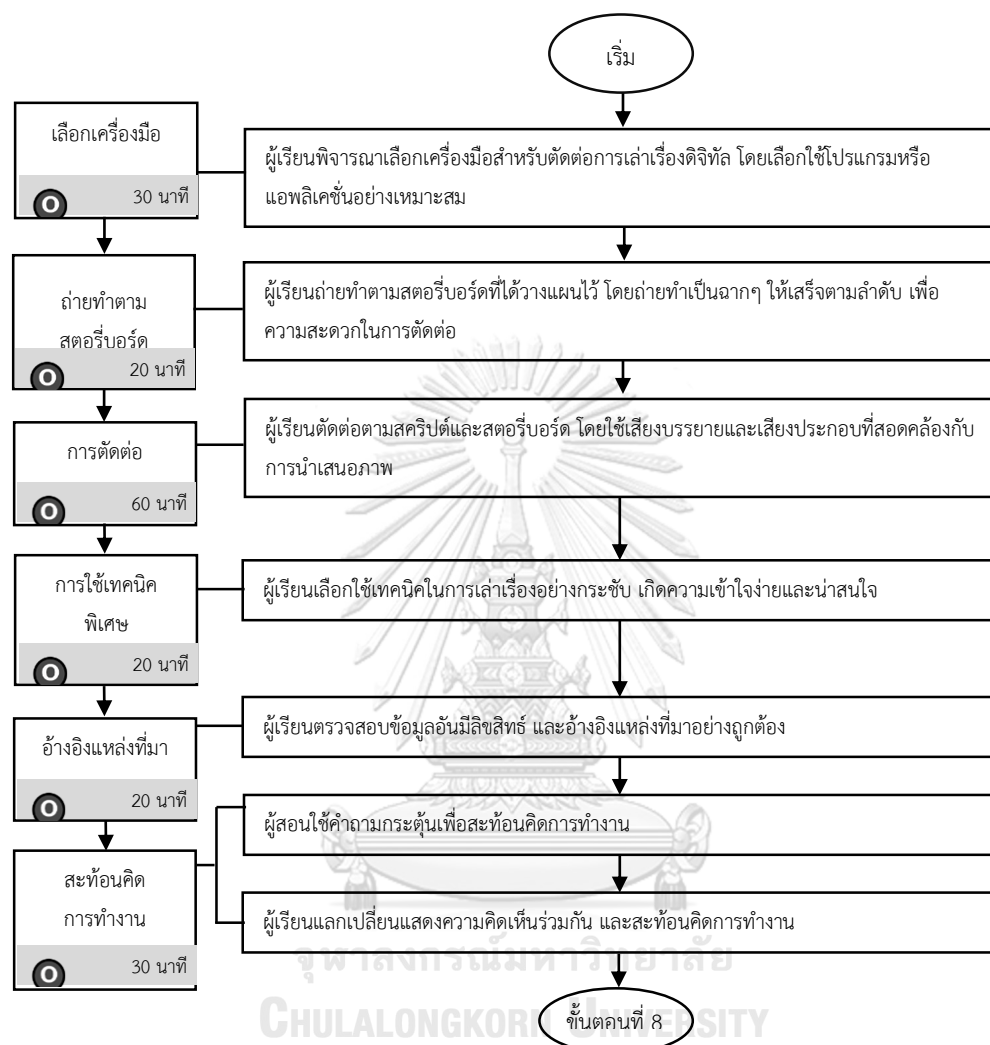 เริ่ม
เลือกเครื่องมือ
O 30 นาที
ผู้เรียนพิจารณาเลือกเครื่องมือสำหรับตัดต่อการเล่าเรื่องดิจิทัล โดยเลือกใช้โปรแกรมหรือ
แอพลิเคชั่นอย่างเหมาะสม
ถ่ายทำตาม
สตอรี่บอร์ด
O 20 นาที
ผู้เรียนถ่ายทำตามสตอรี่บอร์ดที่ได้วางแผนไว้ โดยถ่ายทำเป็นฉากๆ ให้เสร็จตามลำดับ เพื่อ
ความสะดวกในการตัดต่อ
การตัดต่อ
O 60 นาที
ผู้เรียนตัดต่อตามสคริปต์และสตอรี่บอร์ด โดยใช้เสียงบรรยายและเสียงประกอบที่สอดคล้องกับ
การนำเสนอภาพ
การใช้เทคนิค
พิเศษ
O 20 นาที
ผู้เรียนเลือกใช้เทคนิคในการเล่าเรื่องอย่างกระชับ เกิดความเข้าใจง่ายและน่าสนใจ
อ้างอิงแหล่งที่มา
O 20 นาที
ผู้เรียนตรวจสอบข้อมูลอันมีลิขสิทธ์ และอ้างอิงแหล่งที่มาอย่างถูกต้อง
สะท้อนคิด
การทำงาน
O 30 นาที
ผู้สอนใช้คำถามกระตุ้นเพื่อสะท้อนคิดการทำงาน
ผู้เรียนแลกเปลี่ยนแสดงความคิดเห็นร่วมกัน และสะท้อนคิดการทำงาน
จุฬาลงกรณ์มหาวิทยาลัย
CHULALONGKORN UNIVERSITY
ขั้นตอนที่ 8